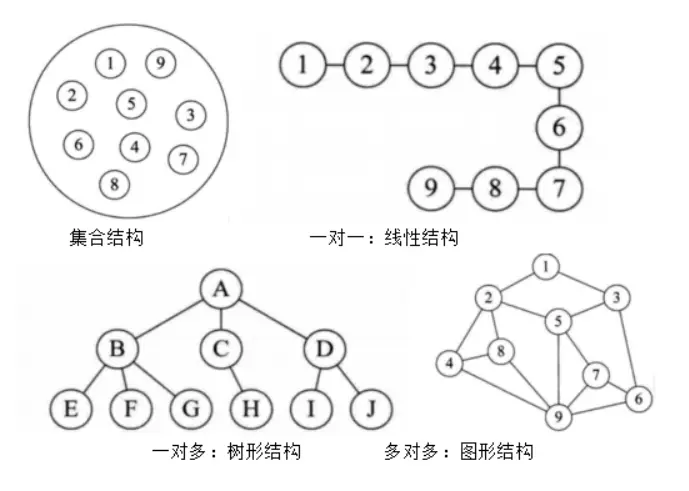 1 9
2 5 3
6 4 7
8
集合结构
1 2 3 4 5
6
9 8 7
一对一：线性结构
A
B C D
E F G H I J
一对多：树形结构
1
2 3
5
4 8 7
6
9
多对多：图形结构